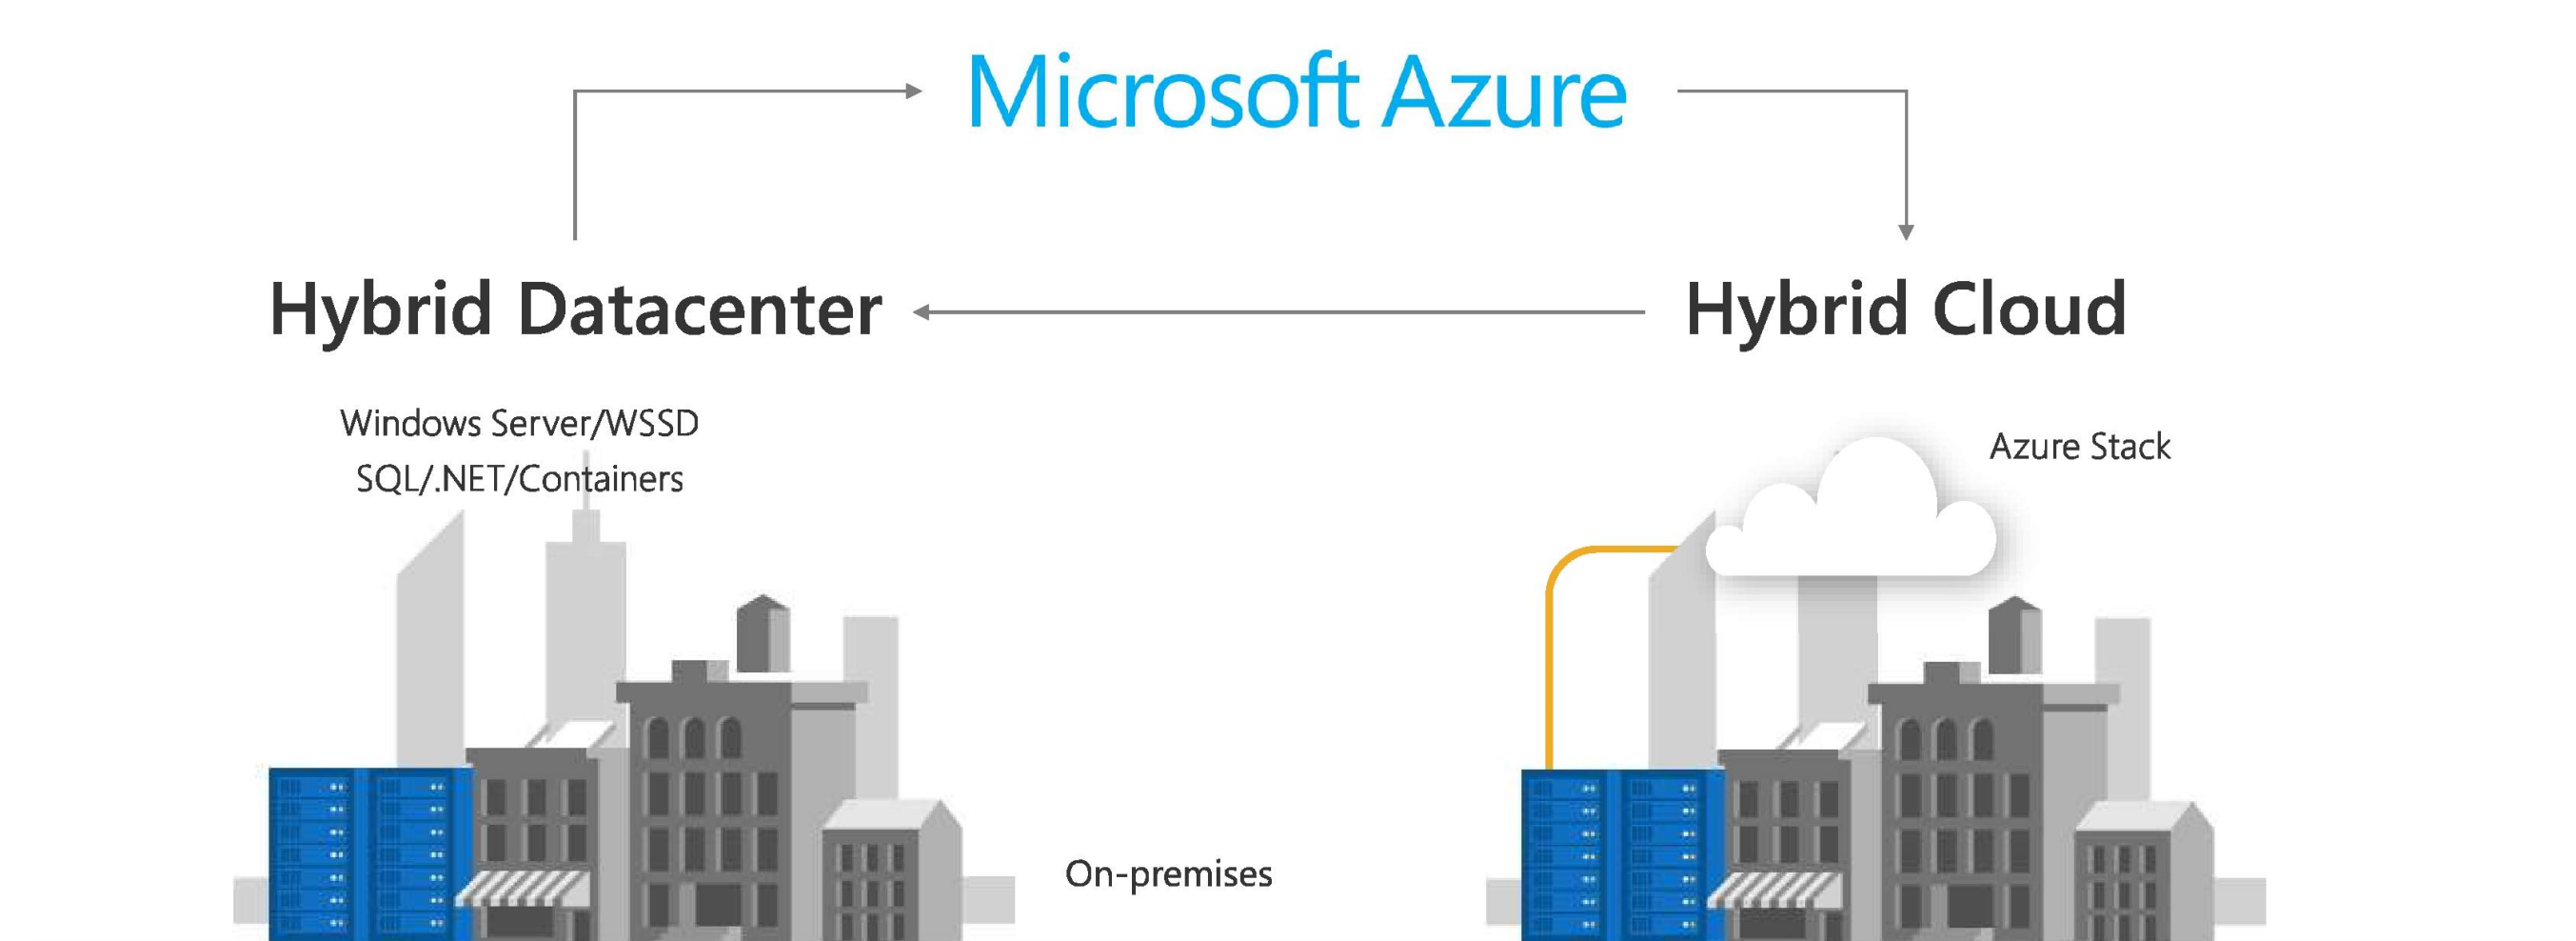 Microsoft Azure
Hybrid Datacenter
Hybrid Cloud
Windows Server/WSSD
SQL/.NET/Containers
Azure Stack
On-premises